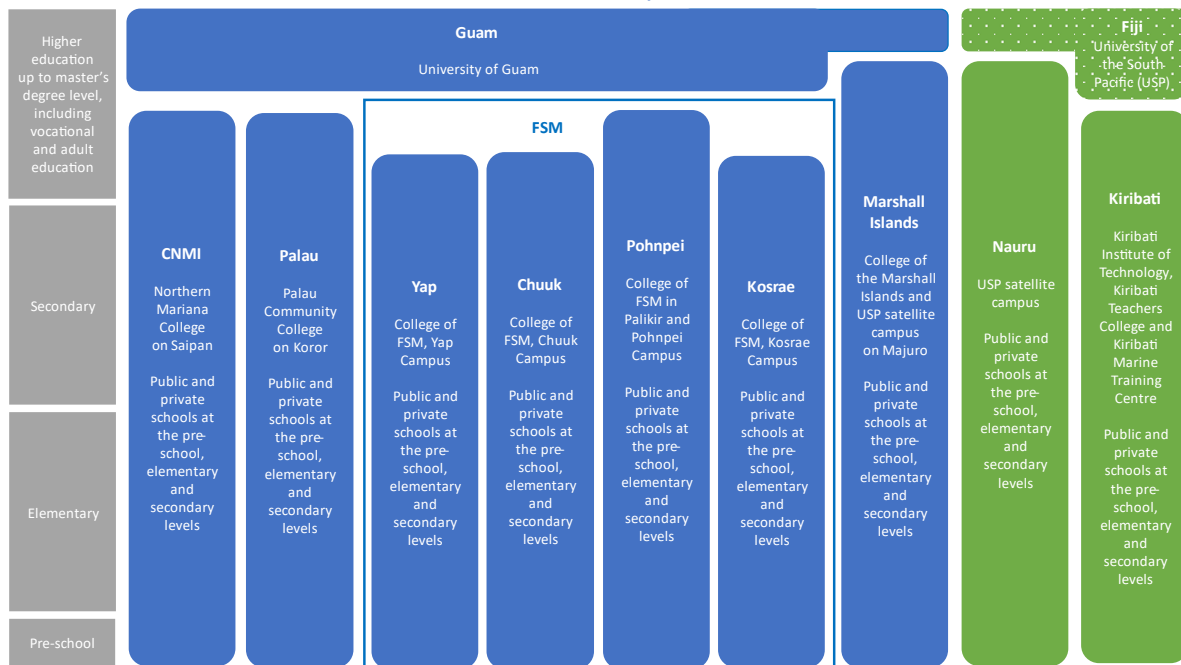 Higher
education
up to master's
degree level,
including
vocational
and adult
education
Secondary
Elementary
Pre-school
Guam
University of Guam
CNMI
Northern
Mariana
College
on Saipan
Public and
private
schools at
the pre-
school,
elementary
and
secondary
levels
Palau
Palau
Community
College
on Koror
Public and
private
schools at
the pre-
school,
elementary
and
secondary
levels
FSM
Yap
College of
FSM, Yap
Campus
Public and
private
schools at
the pre-
school,
elementary
and
secondary
levels
Chuuk
College of
FSM, Chuuk
Campus
Public and
private
schools at
the pre-
school,
elementary
and
secondary
levels
Pohnpei
College of
FSM in
Palikir and
Pohnpei
Campus
Public and
private
schools at
the pre-
school,
elementary
and
secondary
levels
Kosrae
College of
FSM, Kosrae
Campus
Public and
private
schools at
the pre-
school,
elementary
and
secondary
levels
Marshall
Islands
College of
the Marshall
Islands and
USP satellite
campus
on Majuro
Public and
private
schools at
the pre-
school,
elementary
and
secondary
levels
Fiji
University of
the South
Pacific (USP)
Nauru
USP satellite
campus
Public and
private
schools at
the pre-
school,
elementary
and
secondary
levels
Kiribati
Kiribati
Institute of
Technology,
Kiribati
Teachers
College and
Kiribati
Marine
Training
Centre
Public and
private
schools at
the pre-
school,
elementary
and
secondary
levels